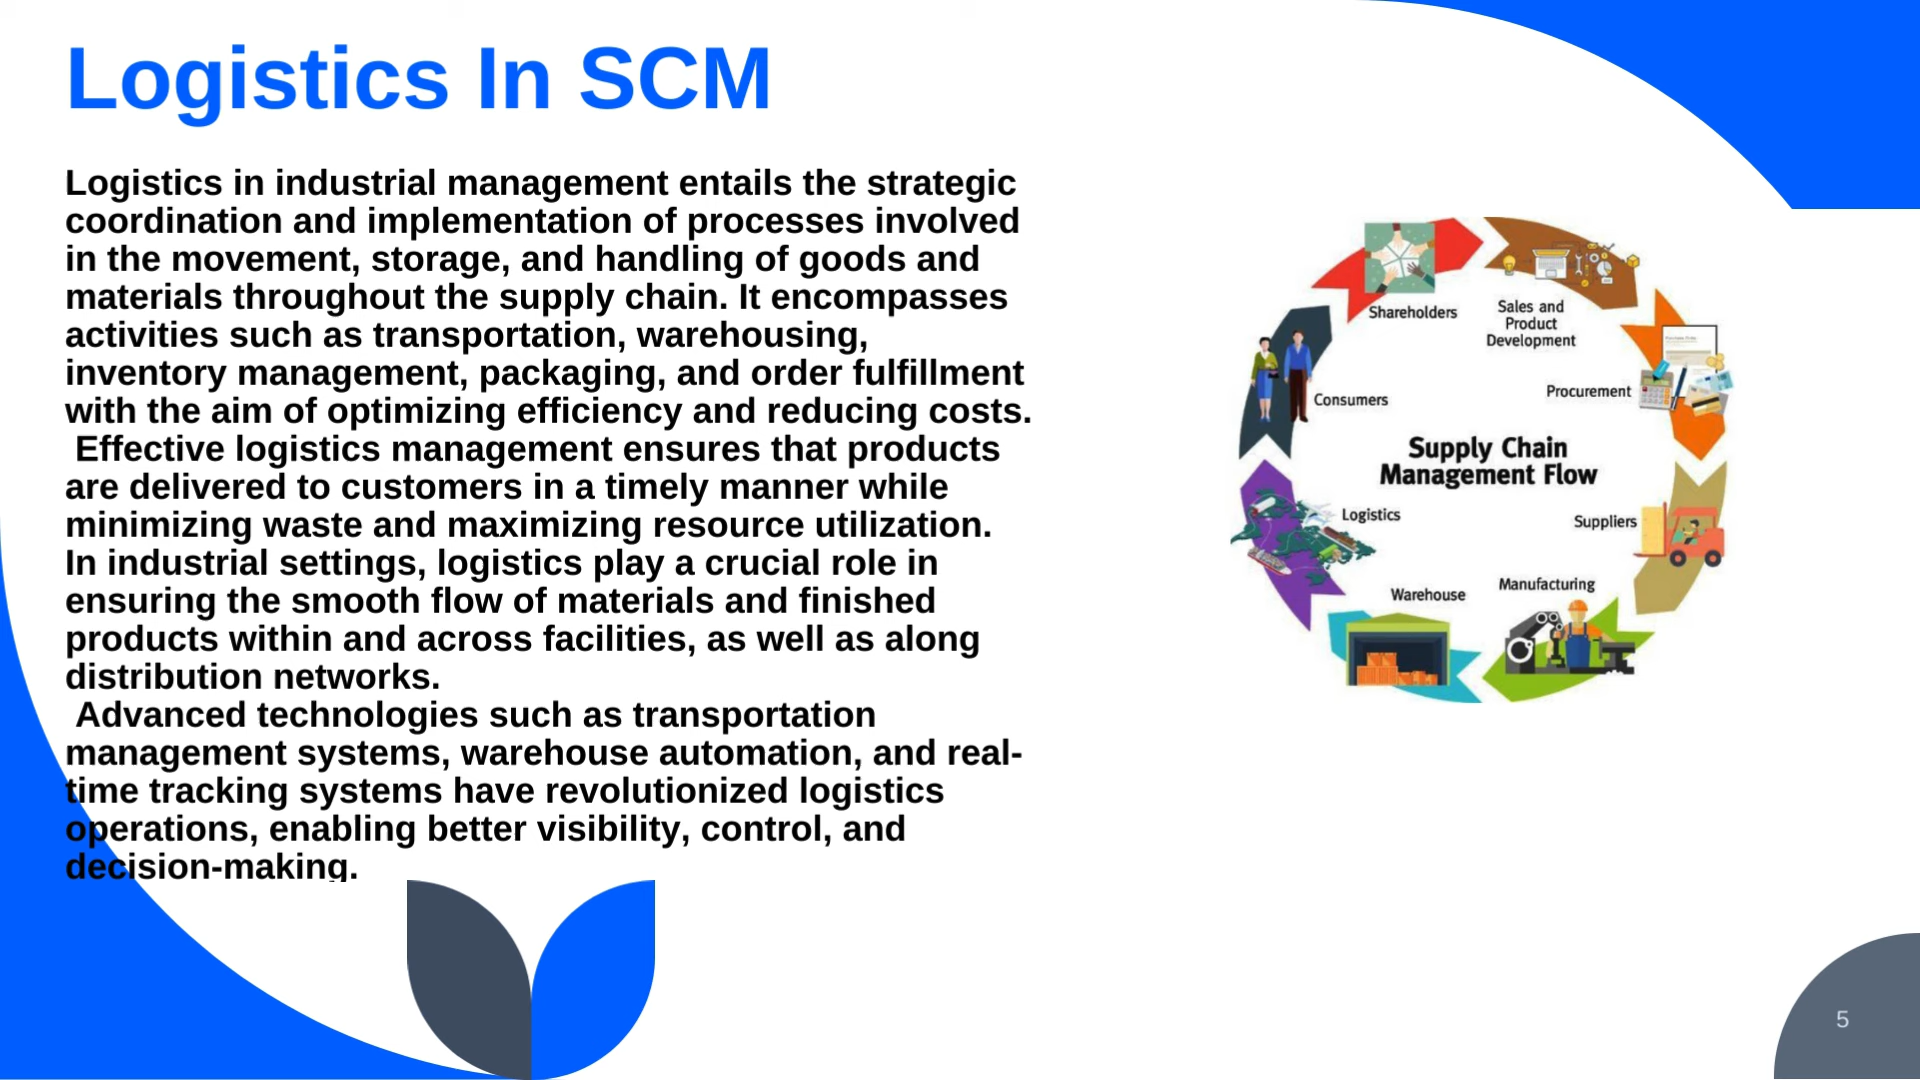 Logistics In SCM
Logistics in industrial management entails the strategic
coordination and implementation of processes involved
in the movement, storage, and handling of goods and
materials throughout the supply chain. It encompasses
activities such as transportation, warehousing,
inventory management, packaging, and order fulfillment
with the aim of optimizing efficiency and reducing costs.
Effective logistics management ensures that products
are delivered to customers in a timely manner while
minimizing waste and maximizing resource utilization.
In industrial settings, logistics play a crucial role in
ensuring the smooth flow of materials and finished
products within and across facilities, as well as along
distribution networks.
Advanced technologies such as transportation
management systems, warehouse automation, and real-
time tracking systems have revolutionized logistics
operations, enabling better visibility, control, and
decision-making.
Shareholders
Sales and
Product
Development
Procurement
Consumers
Supply Chain
Management Flow
Logistics
Suppliers
Manufacturing
Warehouse
5